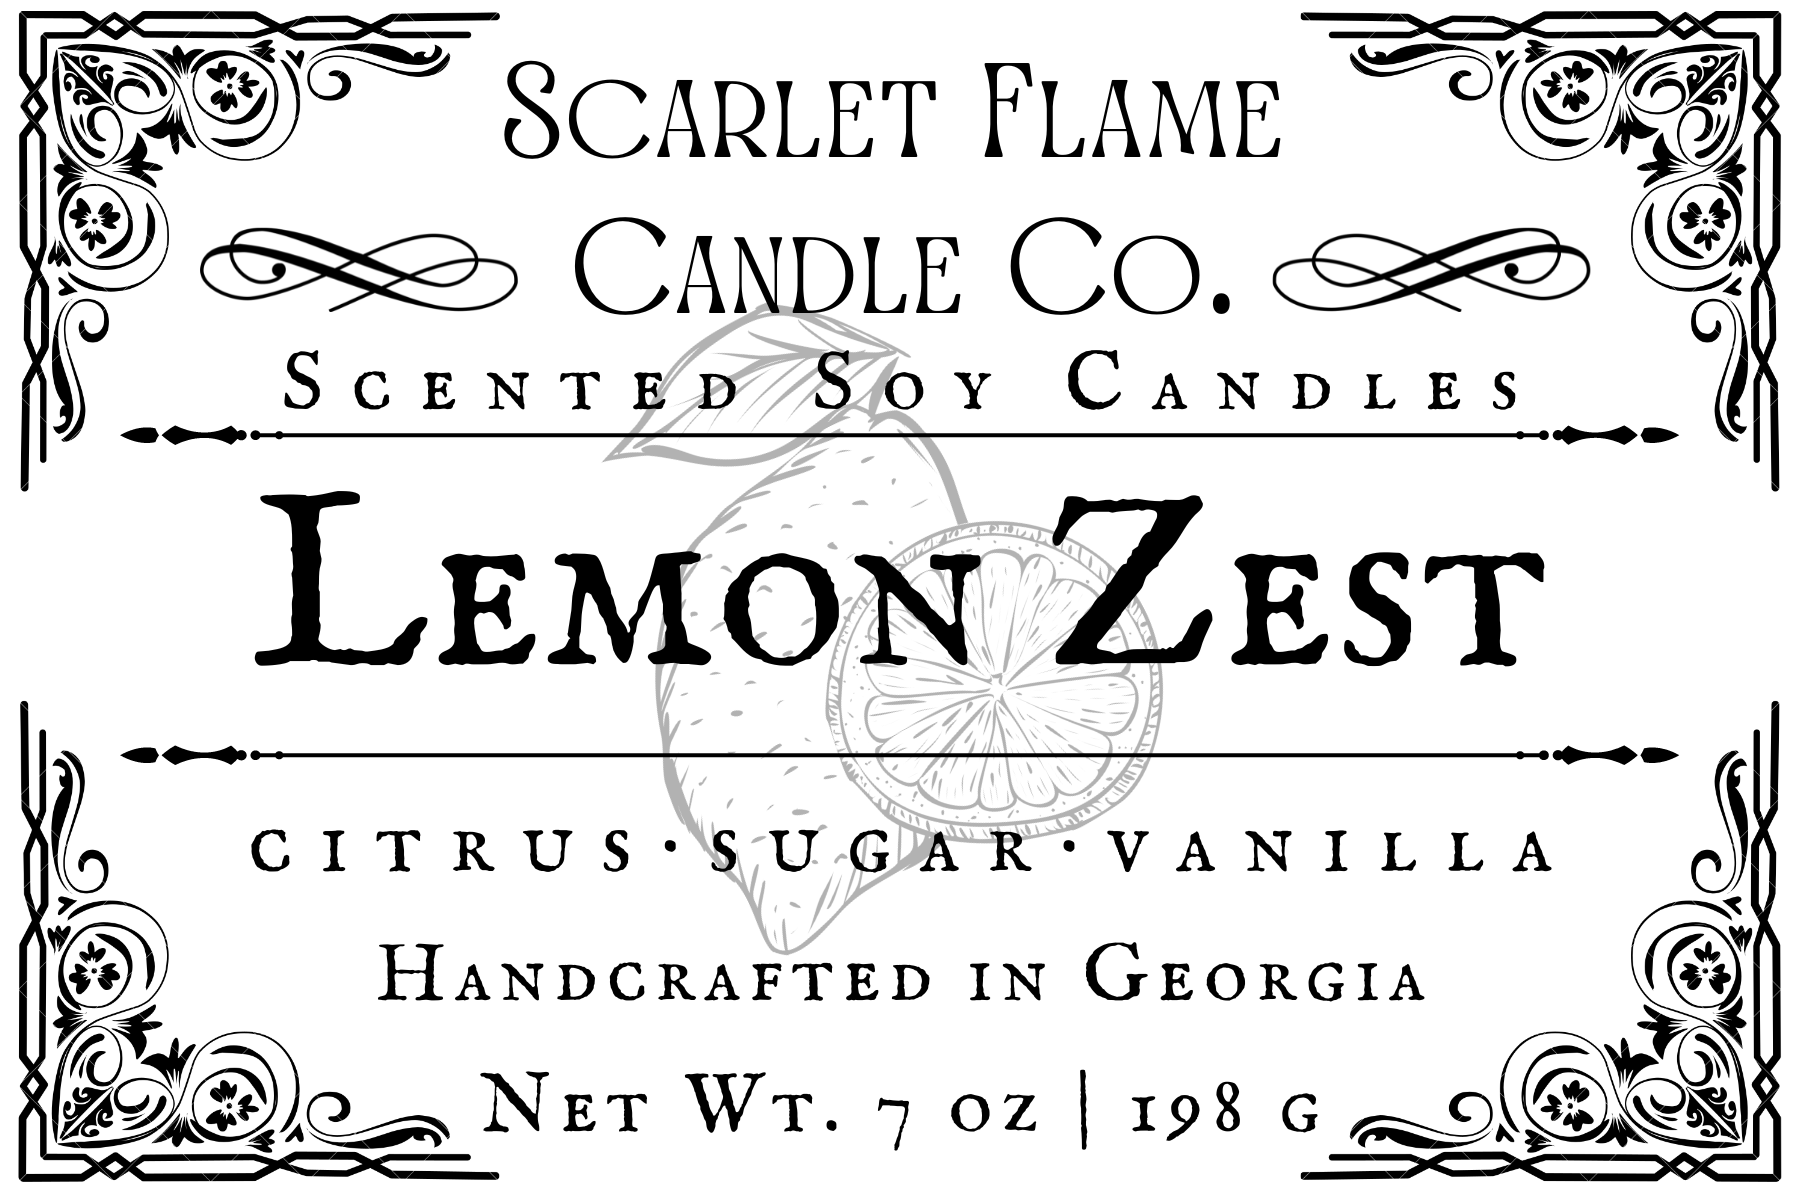 Scarlet Flame
Candle Co.
Scented Soy Candles
Lemon Zest
CITRUS·SUGAR·VANILLA
Handcrafted in Georgia
Net Wt. 7 oz | 198 g